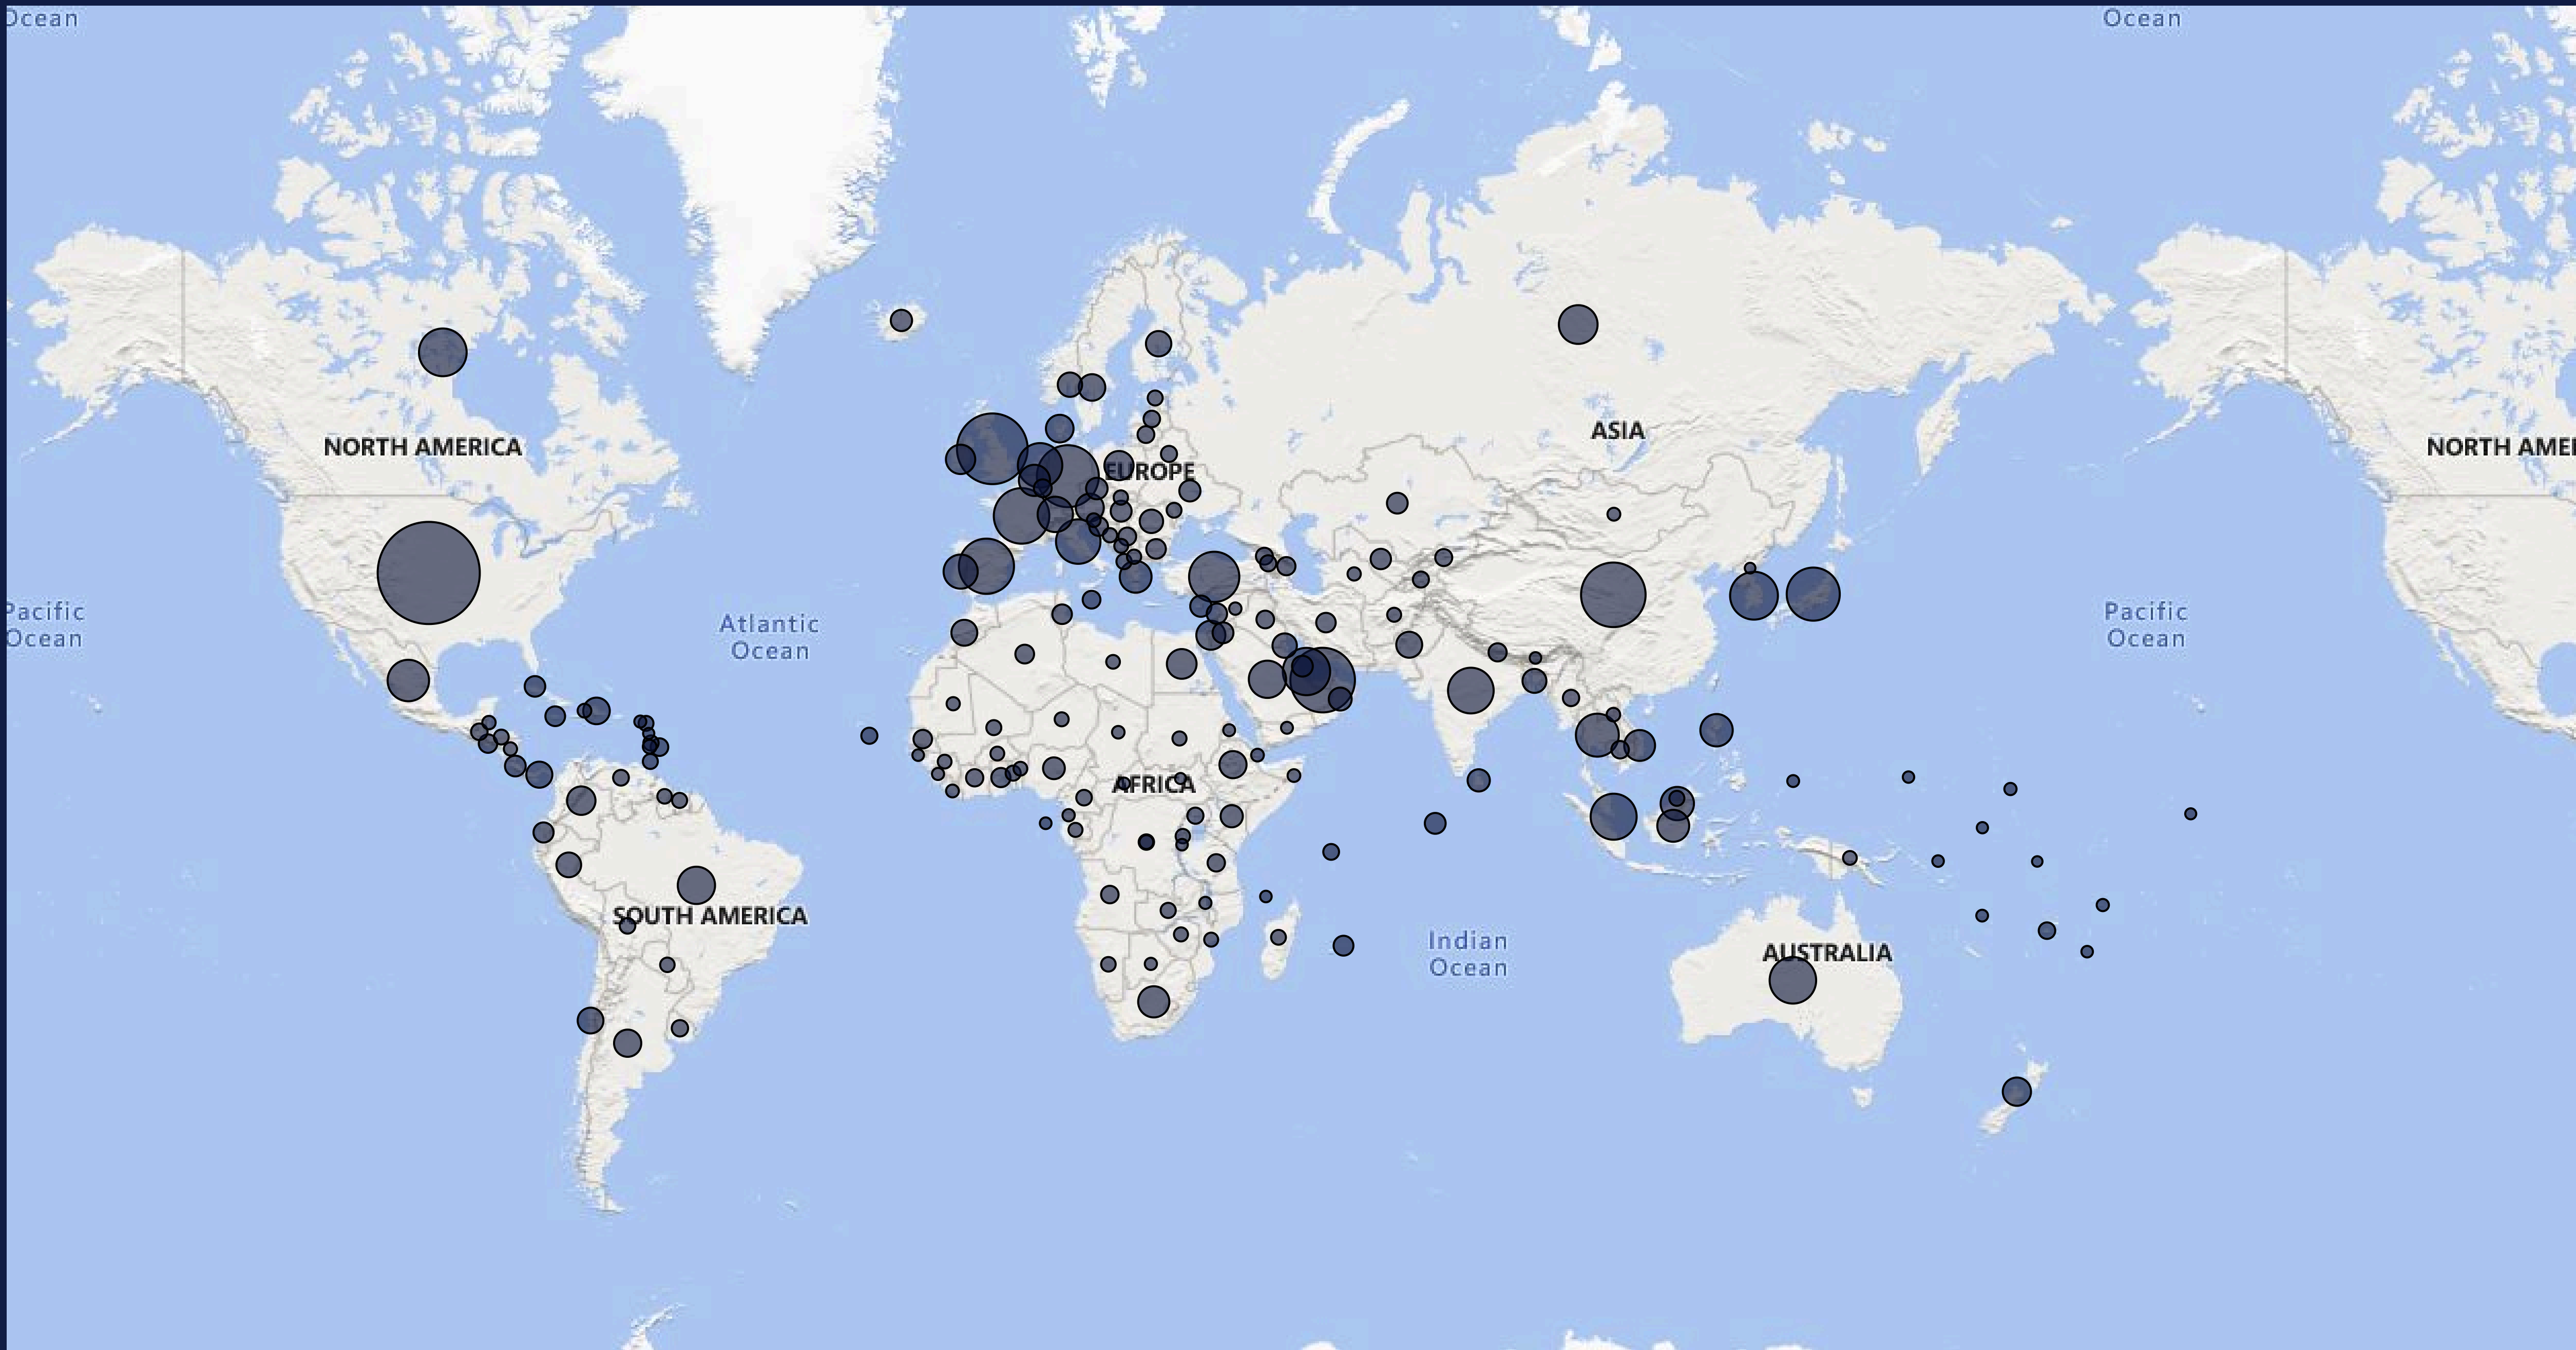 Ocean
Ocean
NORTH AMERICA
ASIA
NORTH AME
EUROPE
Pacific
Ocean
Atlantic
Ocean
Pacific
Ocean
AFRICA
SOUTH AMERICA
Indian
Ocean
AUSTRALIA